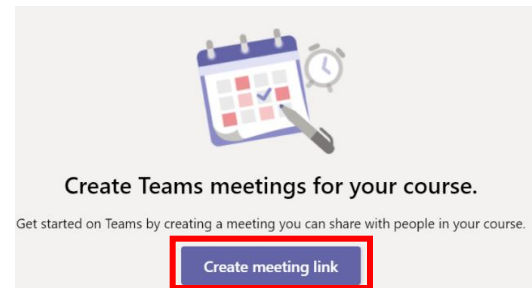 Create Teams meetings for your course.
Get started on Teams by creating a meeting you can share with people in your course.
Create meeting link